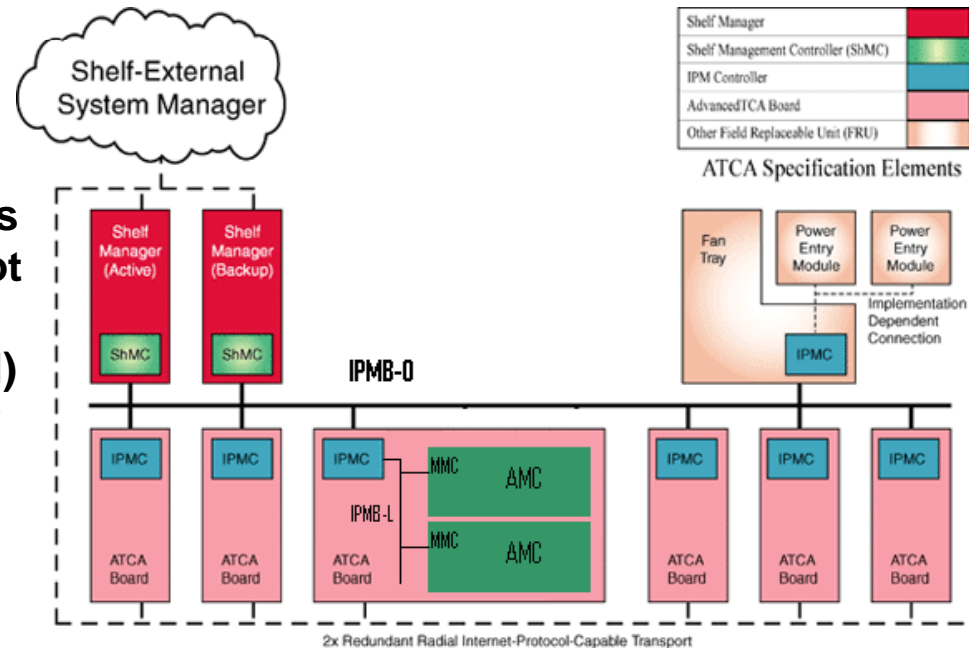 Shelf-External
System Manager
Shelf Manager
Shelf Management Controller (ShMC)
IPM Controller
AdvancedTCA Board
Other Field Replaceable Unit (FRU)
ATCA Specification Elements
s
ot
)
Shelf
Manager
(Active)
ShMC
Shelf
Manager
(Backup)
ShMC
IPMB-0
Fan
Tray
Power
Entry
Module
Power
Entry
Module
Implementation
Dependent
Connection
IPMC
IPMC
ATCA
Board
IPMC
ATCA
Board
IPMC
IPMB-L
ATCA
Board
MMC
AMC
MMC
AMC
IPMC
ATCA
Board
IPMC
ATCA
Board
IPMC
ATCA
Board
2x Redundant Radial Internet-Protocol-Capable Transport